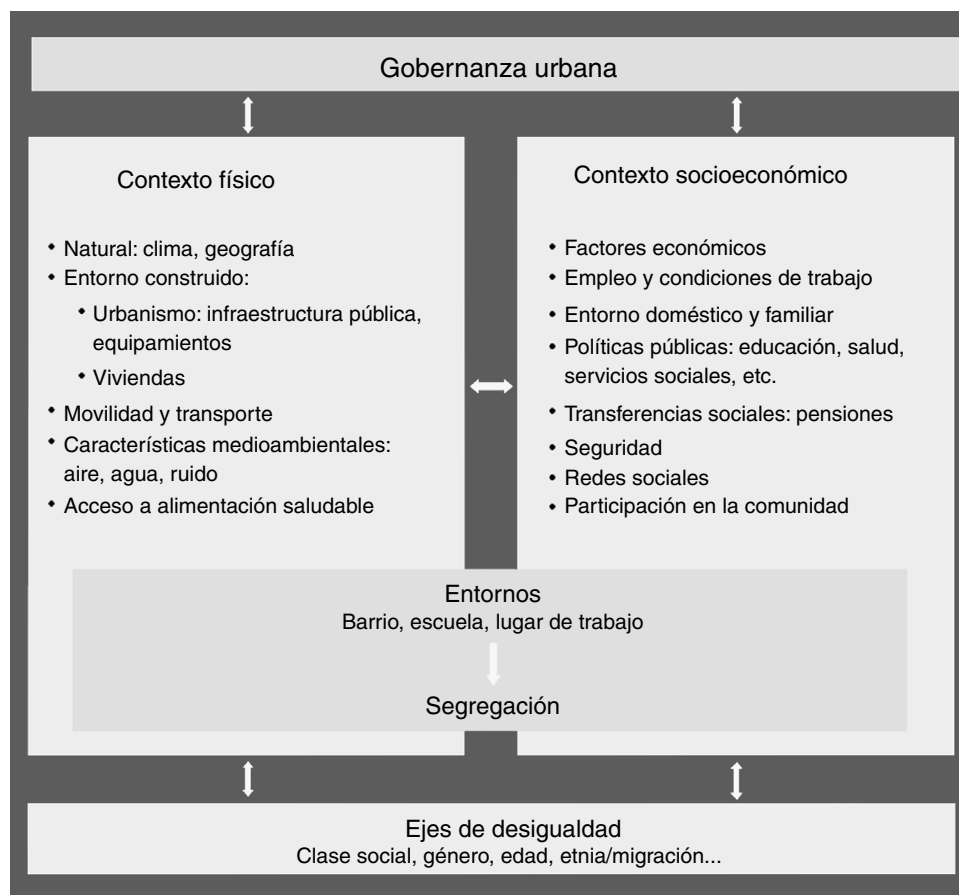 Gobernanza urbana
Contexto físico
• Natural: clima, geografía
• Entorno construido:
• Urbanismo: infraestructura pública,
equipamientos
• Viviendas
• Movilidad y transporte
• Características medioambientales:
aire, agua, ruido
• Acceso a alimentación saludable
Contexto socioeconómico
• Factores económicos
• Empleo y condiciones de trabajo
• Entorno doméstico y familiar
• Políticas públicas: educación, salud,
servicios sociales, etc.
• Transferencias sociales: pensiones
• Seguridad
• Redes sociales
• Participación en la comunidad
Entornos
Barrio, escuela, lugar de trabajo
Segregación
Ejes de desigualdad
Clase social, género, edad, etnia/migración...